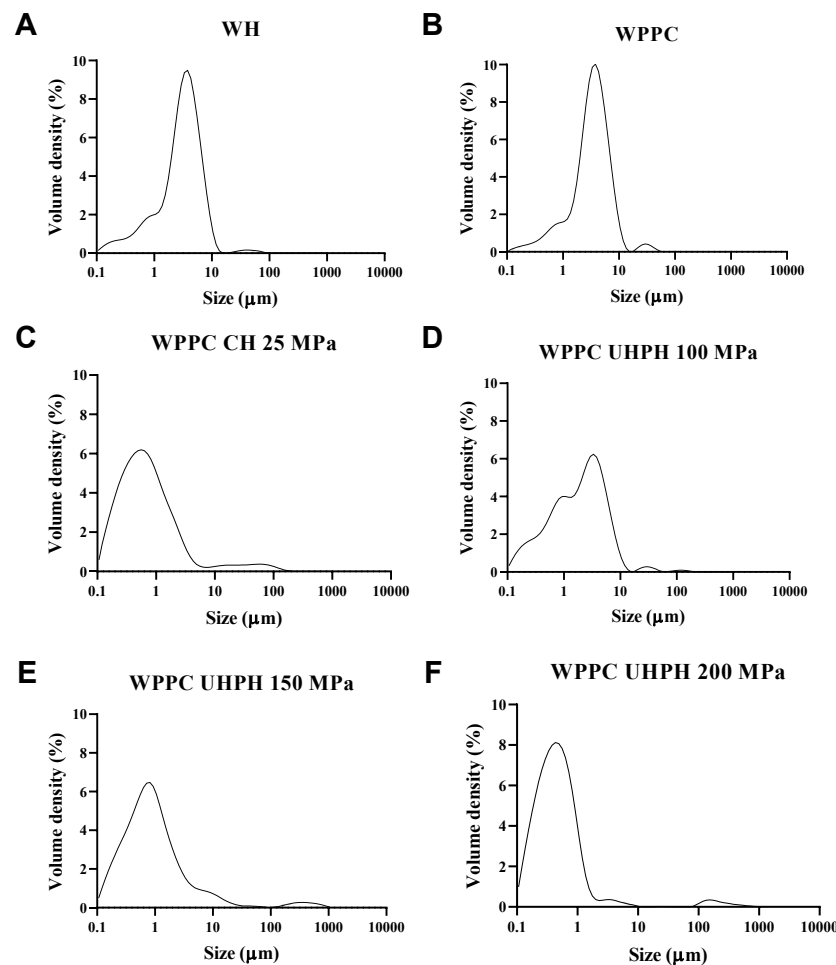 A
WH
Volume density (%)
10
8
6
4
2
0
0.1 1 10 100 1000 10000
Size (μm)
B
WPPC
Volume density (%)
10
8
6
4
2
0
0.1 1 10 100 1000 10000
Size (μm)
C
WPPC CH 25 MPa
Volume density (%)
10
8
6
4
2
0
0.1 1 10 100 1000 10000
Size (μm)
D
WPPC UHPH 100 MPa
Volume density (%)
10
8
6
4
2
0
0.1 1 10 100 1000 10000
Size (μm)
E
WPPC UHPH 150 MPa
Volume density (%)
10
8
6
4
2
0
0.1 1 10 100 1000 10000
Size (μm)
F
WPPC UHPH 200 MPa
Volume density (%)
10
8
6
4
2
0
0.1 1 10 100 1000 10000
Size (μm)